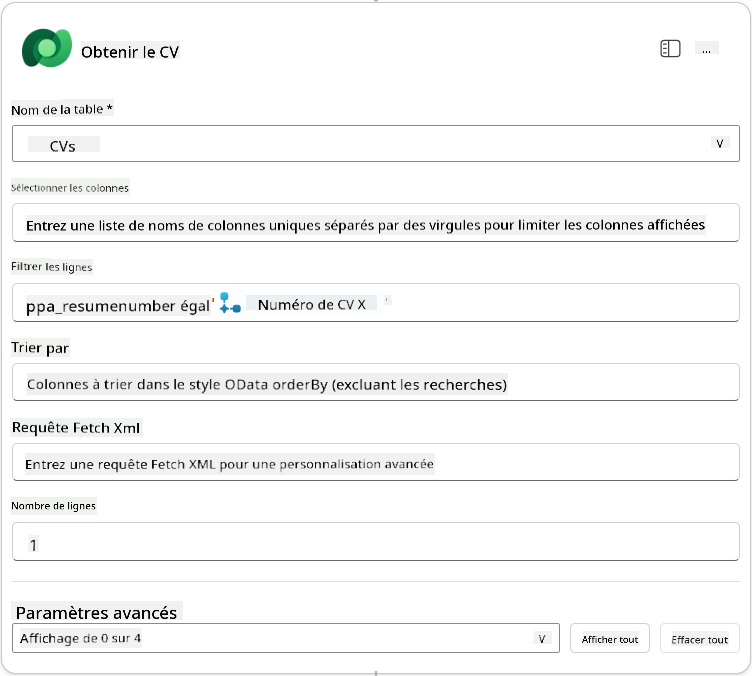 Obtenir le CV
...
Nom de la table *
CVs
V
Sélectionner les colonnes
Entrez une liste de noms de colonnes uniques séparés par des virgules pour limiter les colonnes affichées
Filtrer les lignes
ppa_resumenumber égal ' Numéro de CV X '
Trier par
Colonnes à trier dans le style OData orderBy (excluant les recherches)
Requête Fetch Xml
Entrez une requête Fetch XML pour une personnalisation avancée
Nombre de lignes
1
Paramètres avancés
Affichage de 0 sur 4 V Afficher tout Effacer tout